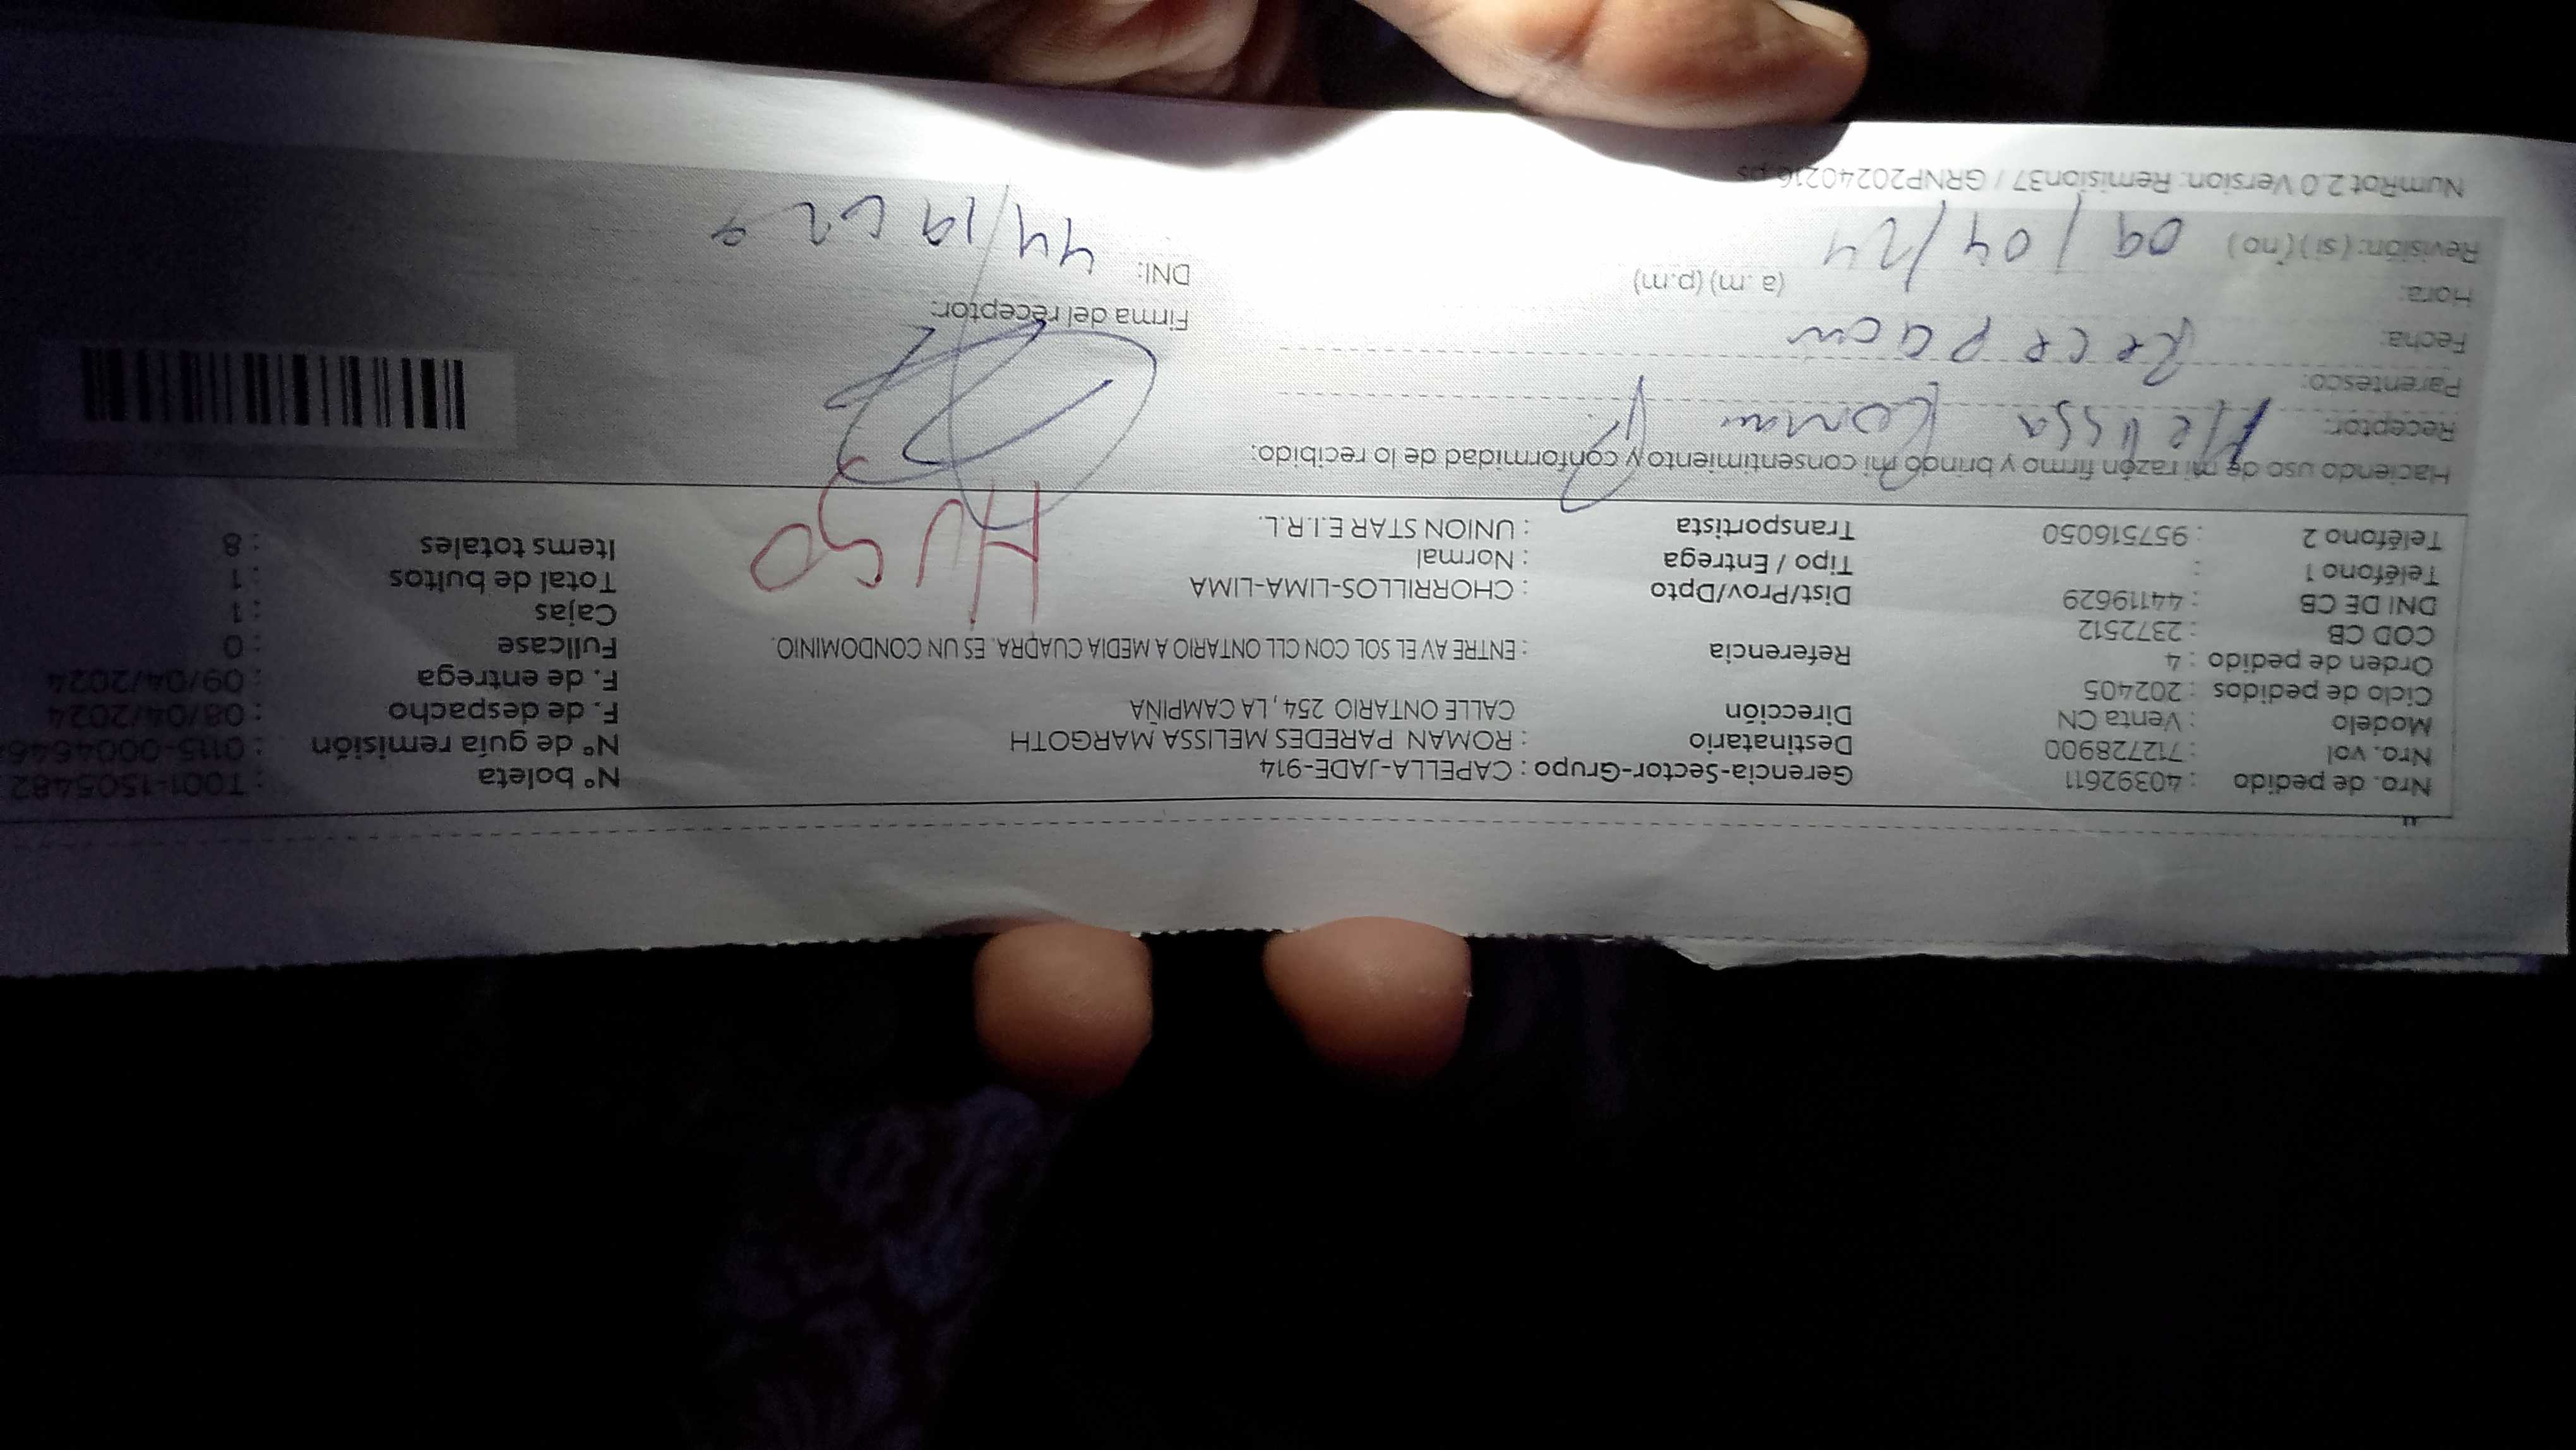 Nro. de pedido : 40392611 Gerencia-Sector-Grupo : CAPELLA-JADE-914 N° boleta : T001-1505482
Nro. vol : 712728900 Destinatario : ROMAN PAREDES MELISSA MARGOTH N° de guía remisión : 0115-0004646
Modelo : Venta CN Dirección CALLE ONTARIO 254, LA CAMPIÑA F. de despacho : 08/04/2024
Ciclo de pedidos : 202405 F. de entrega : 09/04/2024
Orden de pedido : 4 Referencia : ENTRE AV EL SOL CON CLL ONTARIO A MEDIA CUADRA. ES UN CONDOMINIO. Fullcase : 0
COD CB : 2372512 Cajas : 1
DNI DE CB : 44119629 Dist/Prov/Dpto : CHORRILLOS-LIMA-LIMA Total de bultos : 1
Teléfono 1 : Tipo / Entrega : Normal Items totales : 8
Teléfono 2 : 957516050 Transportista : UNION STAR E.I.R.L.
HUGO
Haciendo uso de mi razón firmo y brindo mi consentimiento y conformidad de lo recibido:
Receptor: Melissa Roman P.
Parentesco:
Fecha:
Hora: (a.m) (p.m) Firma del receptor:
Revisión: (si) (no) 09/04/24 DNI: 44119629
NumRot 2.0 Version: Remision37 / GRNP20240216.ps